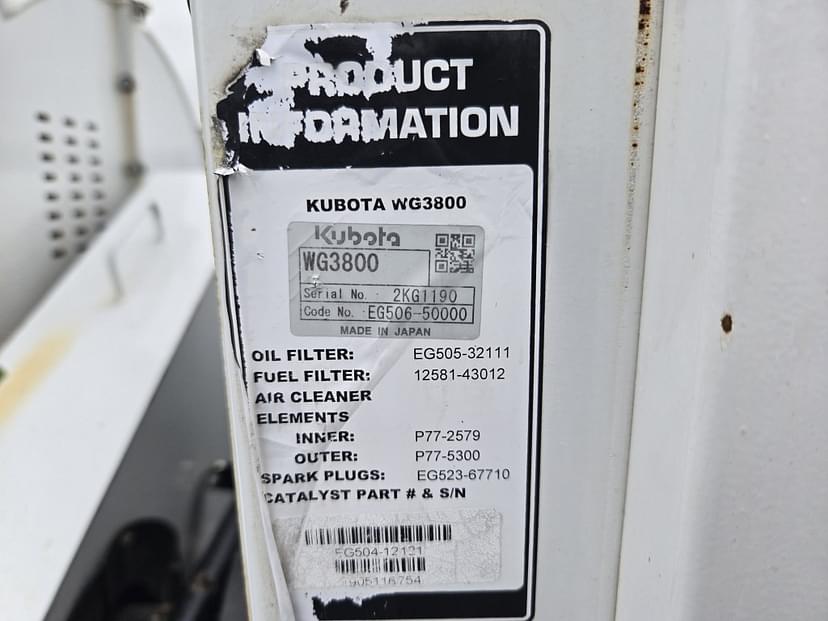 PRODUCT
INFORMATION
KUBOTA WG3800
Kubota
WG3800
Serial No. 2KG1190
Code No. EG506-50000
MADE IN JAPAN
OIL FILTER: EG505-32111
FUEL FILTER: 12581-43012
AIR CLEANER
ELEMENTS
INNER: P77-2579
OUTER: P77-5300
SPARK PLUGS: EG523-67710
CATALYST PART # & S/N
EG504-12121
1905116754